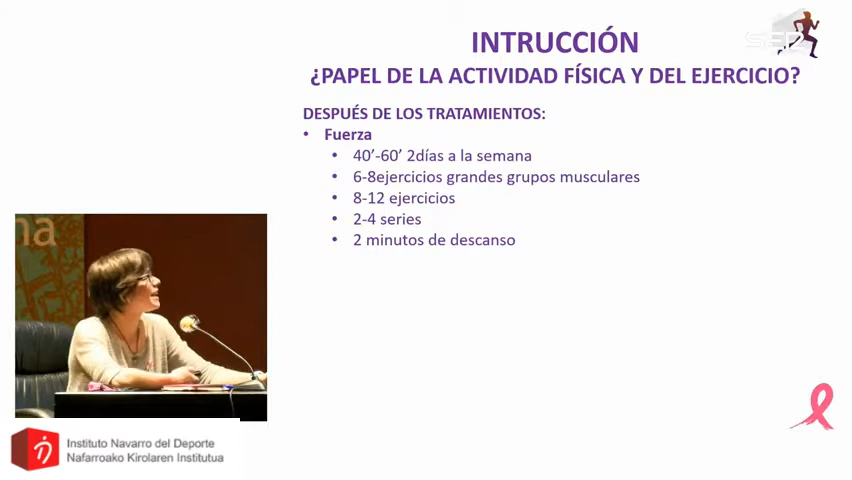 INTRUCCIÓN
¿PAPEL DE LA ACTIVIDAD FÍSICA Y DEL EJERCICIO?
DESPUÉS DE LOS TRATAMIENTOS:
• Fuerza
• 40’-60’ 2días a la semana
• 6-8ejercicios grandes grupos musculares
• 8-12 ejercicios
• 2-4 series
• 2 minutos de descanso
SER
na
Instituto Navarro del Deporte
Nafarroako Kirolaren Institutua